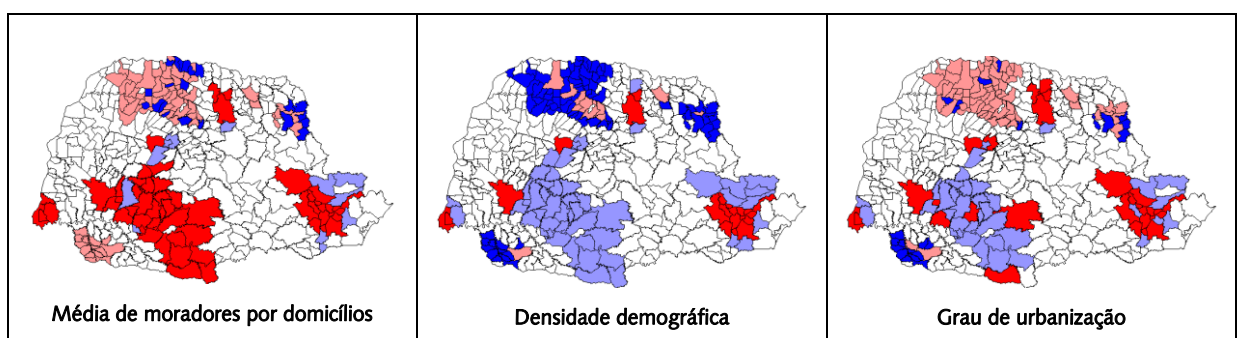 Média de moradores por domicílios
Densidade demográfica
Grau de urbanização